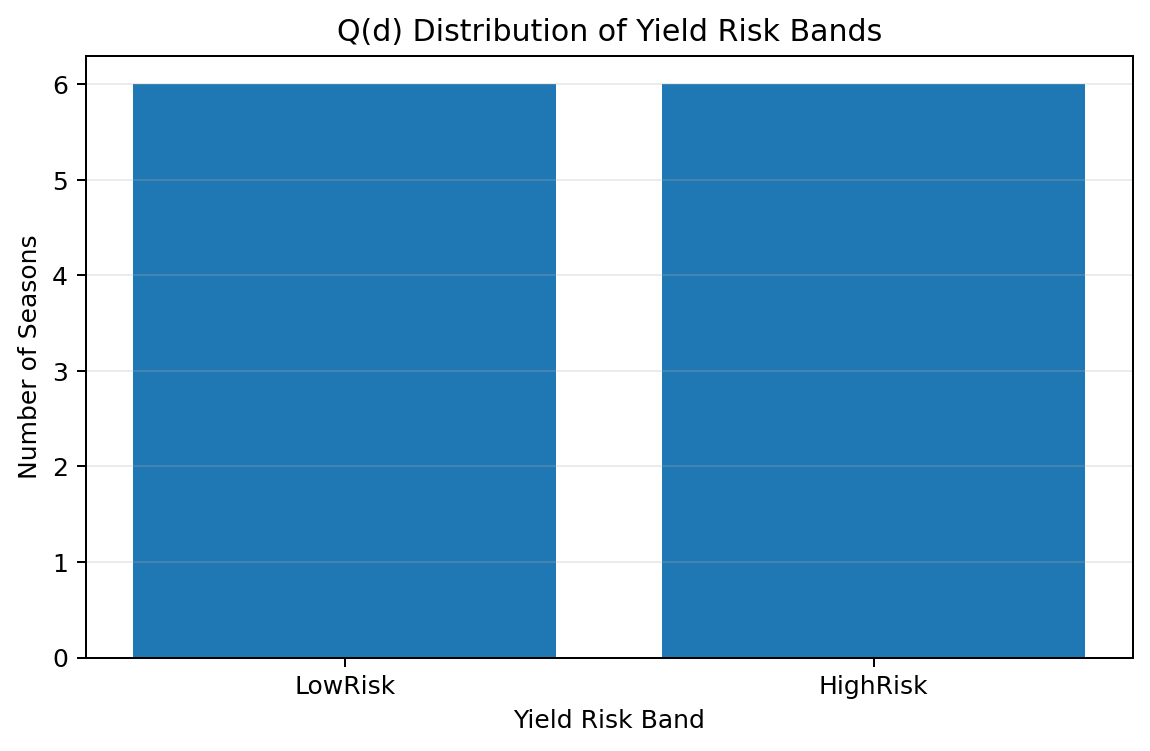 Q(d) Distribution of Yield Risk Bands
Number of Seasons
6
5
4
3
2
1
0
LowRisk
HighRisk
Yield Risk Band